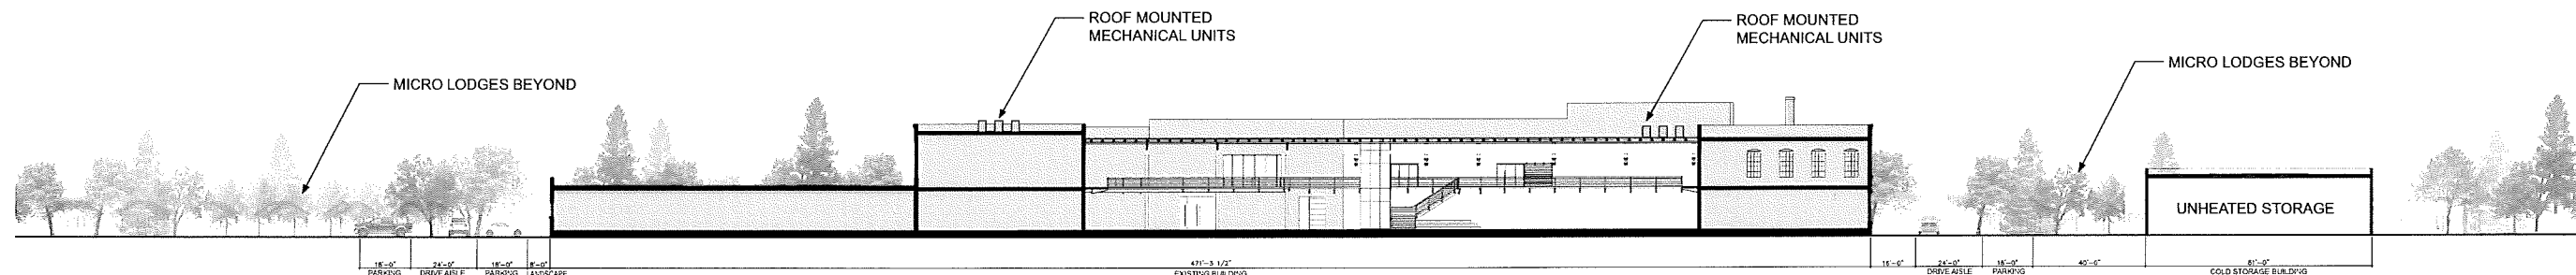 ROOF MOUNTED
MECHANICAL UNITS
ROOF MOUNTED
MECHANICAL UNITS
MICRO LODGES BEYOND
MICRO LODGES BEYOND
UNHEATED STORAGE
18'-0" 24'-0" 18'-0" 8'-0" 471'-3 1/2" 16'-0" 24'-0" 18'-0" 40'-0" 81'-0"
PARKING DRIVE AISLE PARKING LANDSCAPE EXISTING BUILDING DRIVE AISLE PARKING COLD STORAGE BUILDING